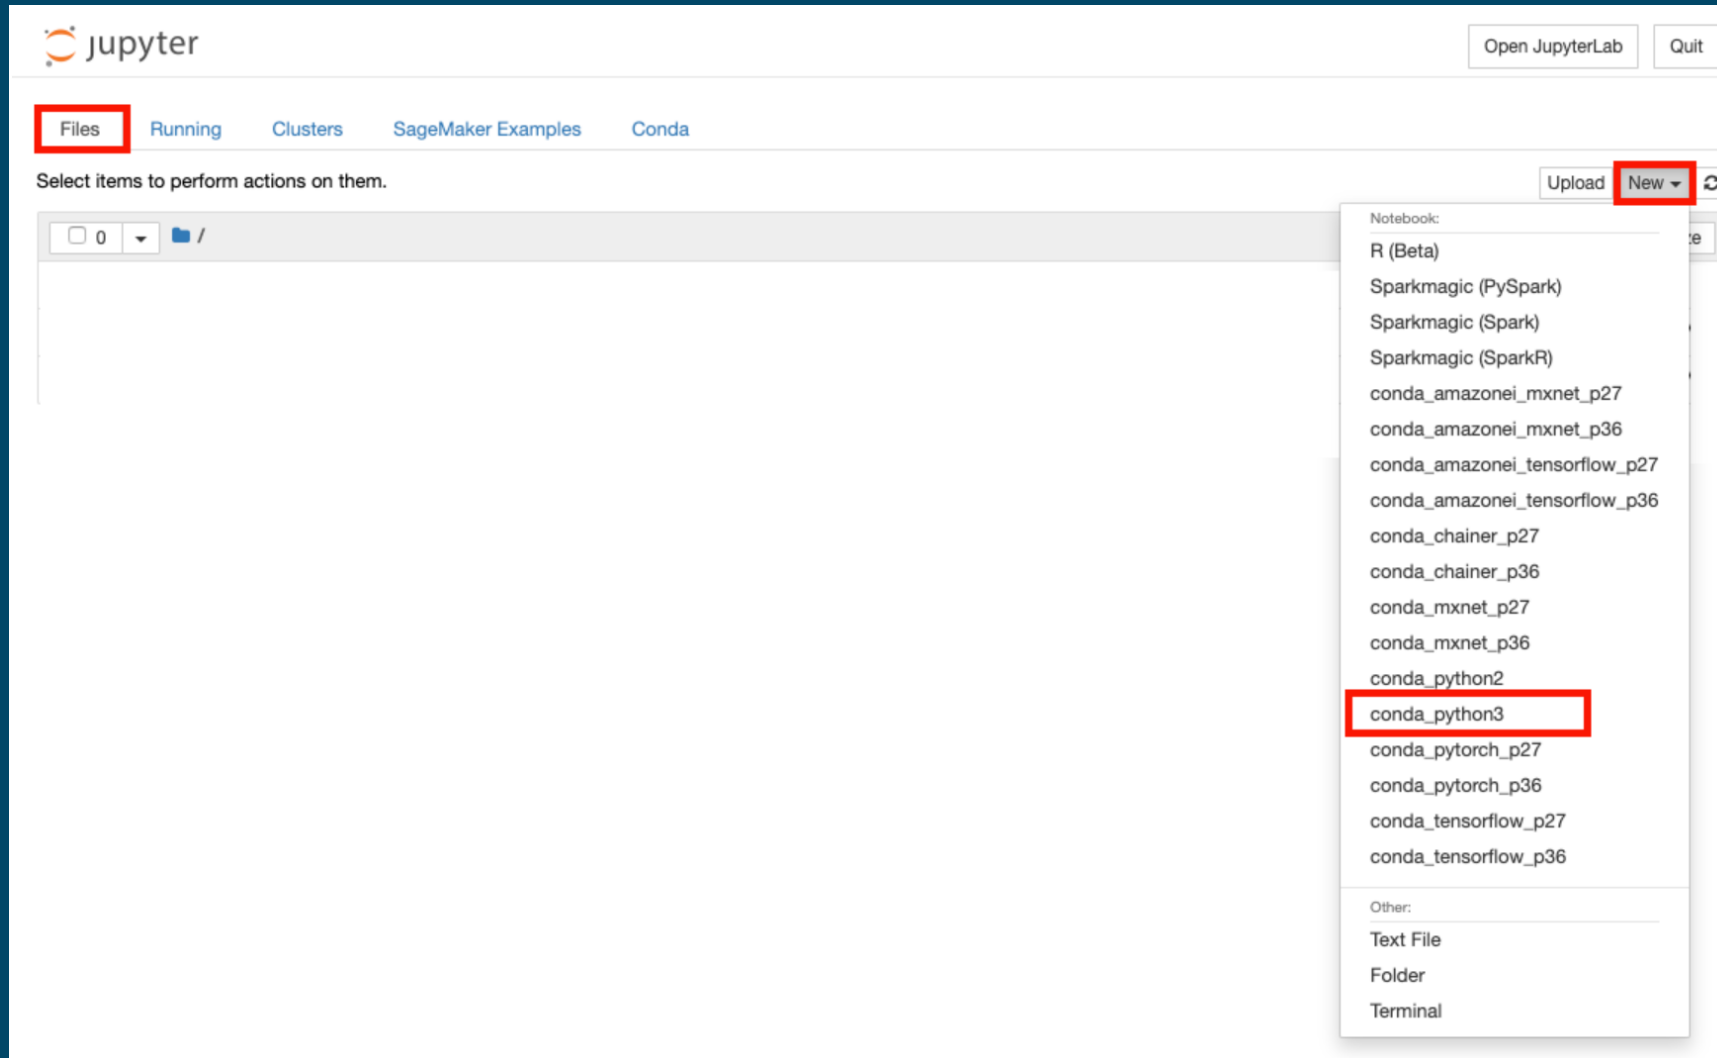 jupyter
Open JupyterLab Quit
Files Running Clusters SageMaker Examples Conda
Select items to perform actions on them.
Upload New
0 /
Notebook:
R (Beta)
Sparkmagic (PySpark)
Sparkmagic (Spark)
Sparkmagic (SparkR)
conda_amazonei_mxnet_p27
conda_amazonei_mxnet_p36
conda_amazonei_tensorflow_p27
conda_amazonei_tensorflow_p36
conda_chainer_p27
conda_chainer_p36
conda_mxnet_p27
conda_mxnet_p36
conda_python2
conda_python3
conda_pytorch_p27
conda_pytorch_p36
conda_tensorflow_p27
conda_tensorflow_p36
Other:
Text File
Folder
Terminal